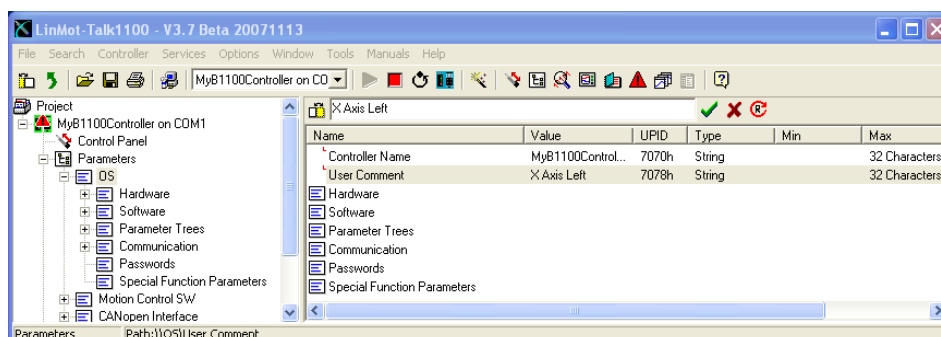 LinMot-Talk1100 - V3.7 Beta 20071113
File Search Controller Services Options Window Tools Manuals Help
MyB1100Controller on CO
Project
MyB1100Controller on COM1
Control Panel
Parameters
OS
Hardware
Software
Parameter Trees
Communication
Passwords
Special Function Parameters
Motion Control SW
CANopen Interface
X Axis Left
Name Value UPID Type Min Max
Controller Name MyB1100Control... 7070h String 32 Characters
User Comment X Axis Left 7078h String 32 Characters
Hardware
Software
Parameter Trees
Communication
Passwords
Special Function Parameters
Parameters Path:\\OS\User Comment